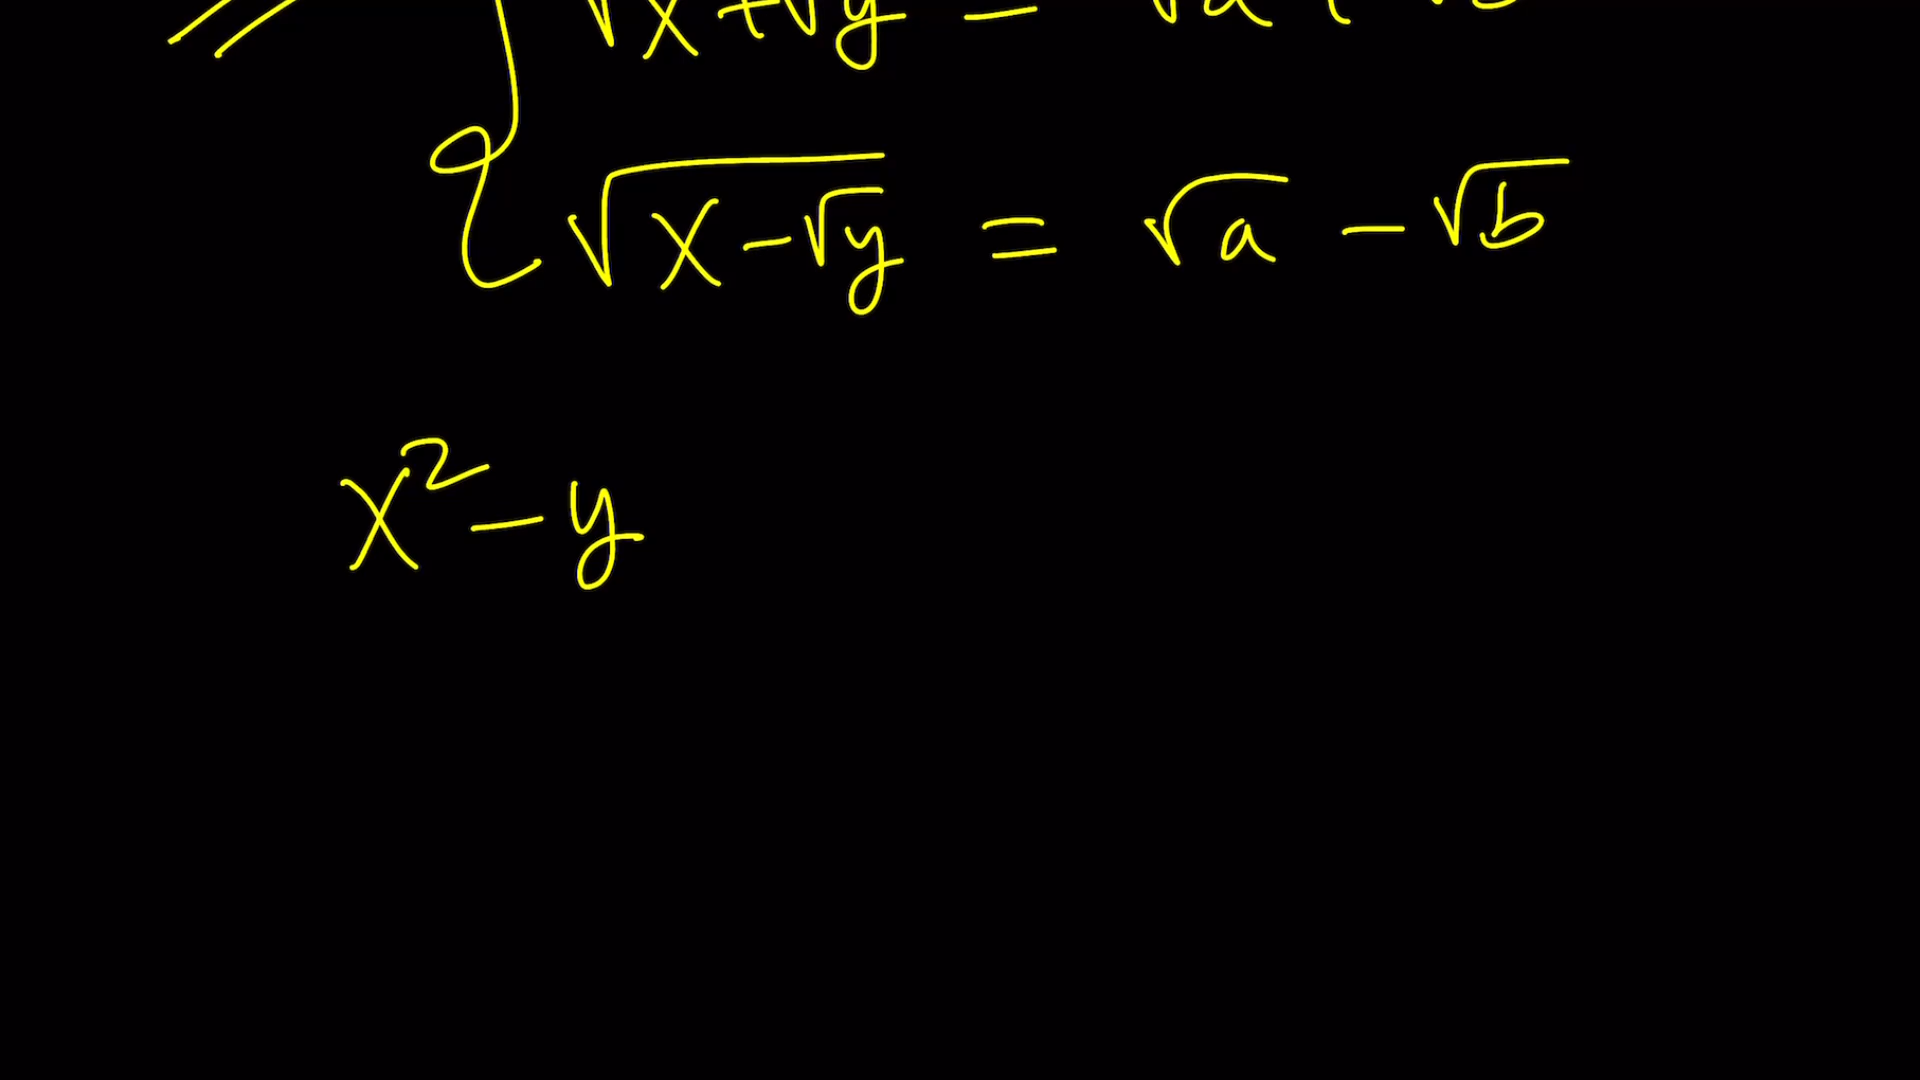 √x+√y = √a + √b
√(x-√y) = √a - √b
x² - y